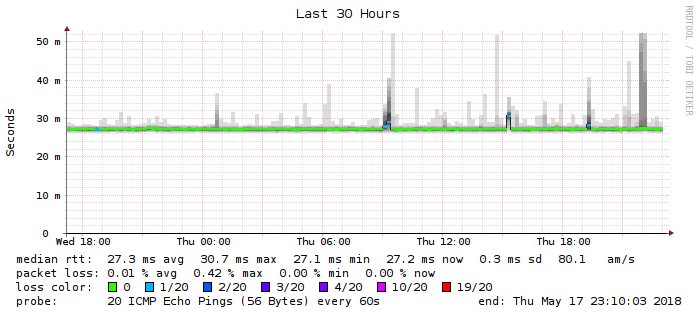 Last 30 Hours
RRDTOOL / TOBI OETIKER
Seconds
50 m
40 m
30 m
20 m
10 m
0
Wed 18:00 Thu 00:00 Thu 06:00 Thu 12:00 Thu 18:00
median rtt: 27.3 ms avg 30.7 ms max 27.1 ms min 27.2 ms now 0.3 ms sd 80.1 am/s
packet loss: 0.01 % avg 0.42 % max 0.00 % min 0.00 % now
loss color: 0 1/20 2/20 3/20 4/20 10/20 19/20
probe: 20 ICMP Echo Pings (56 Bytes) every 60s end: Thu May 17 23:10:03 2018